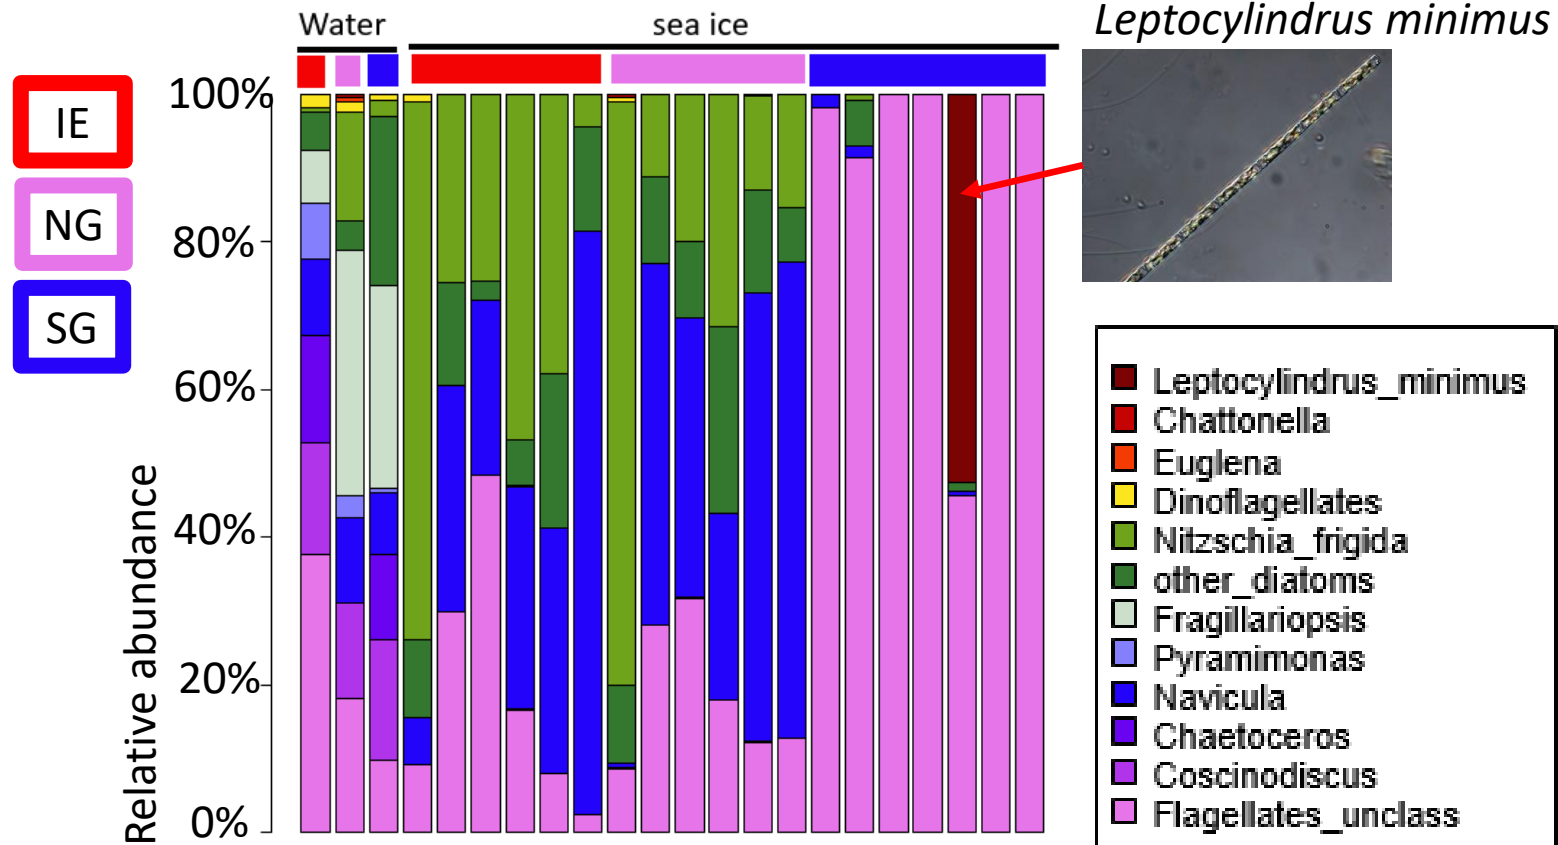 Water
sea ice
Leptocylindrus minimus
IE
NG
SG
100%
80%
60%
40%
20%
0%
Relative abundance
Leptocylindrus_minimus
Chattonella
Euglena
Dinoflagellates
Nitzschia_frigida
other_diatoms
Fragillariopsis
Pyramimonas
Navicula
Chaetoceros
Coscinodiscus
Flagellates_unclass